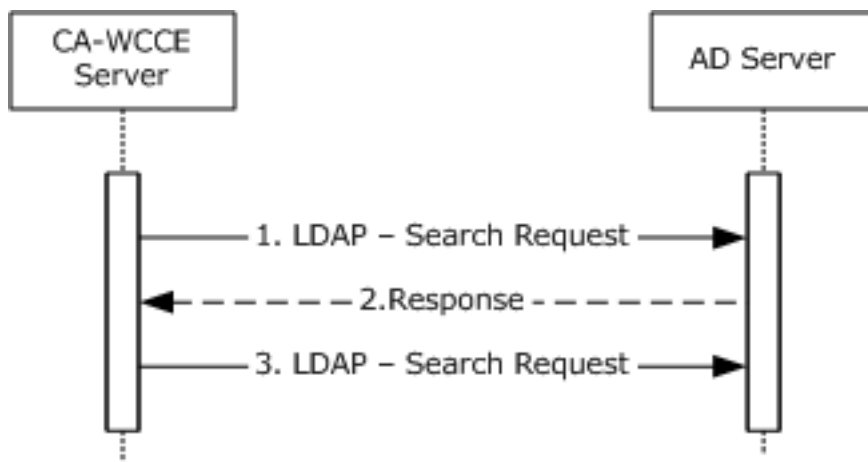 CA-WCCE
Server
AD Server
1. LDAP – Search Request
2.Response
3. LDAP – Search Request